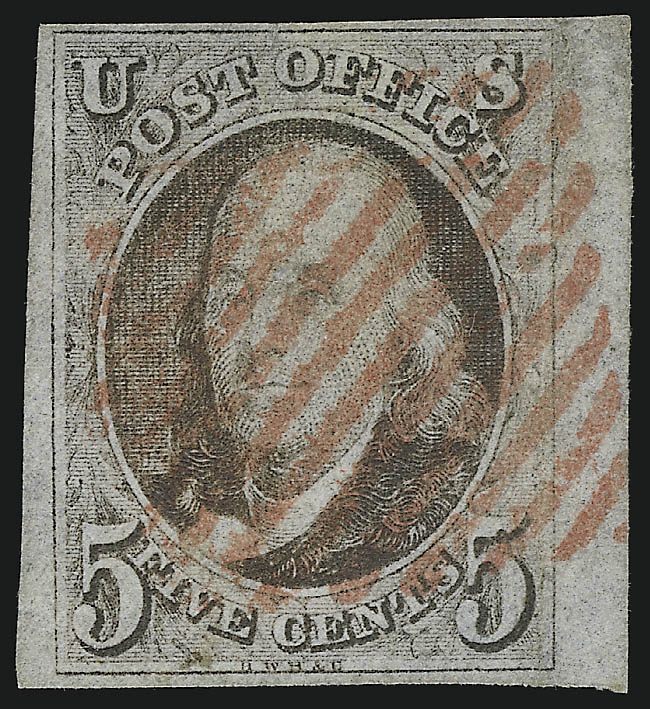 U S
POST OFFICE
5 FIVE CENTS 5
R. W. H. & E.